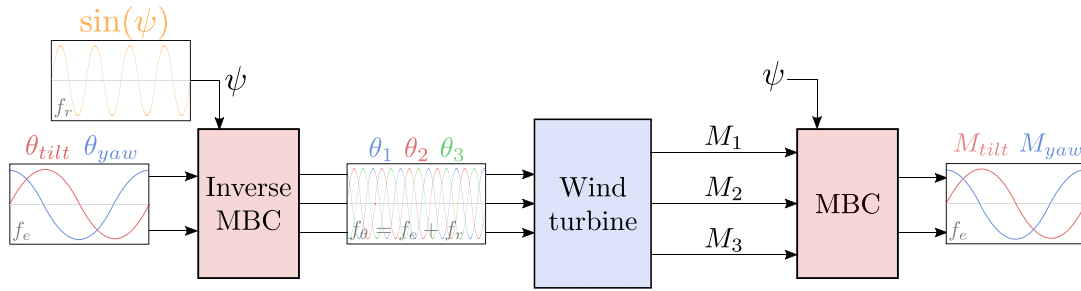 sin(ψ)
f_r
ψ
θ_tilt θ_yaw
f_e
Inverse
MBC
θ_1 θ_2 θ_3
f_θ = f_e + f_r
Wind
turbine
M_1
M_2
M_3
ψ
MBC
M_tilt M_yaw
f_e